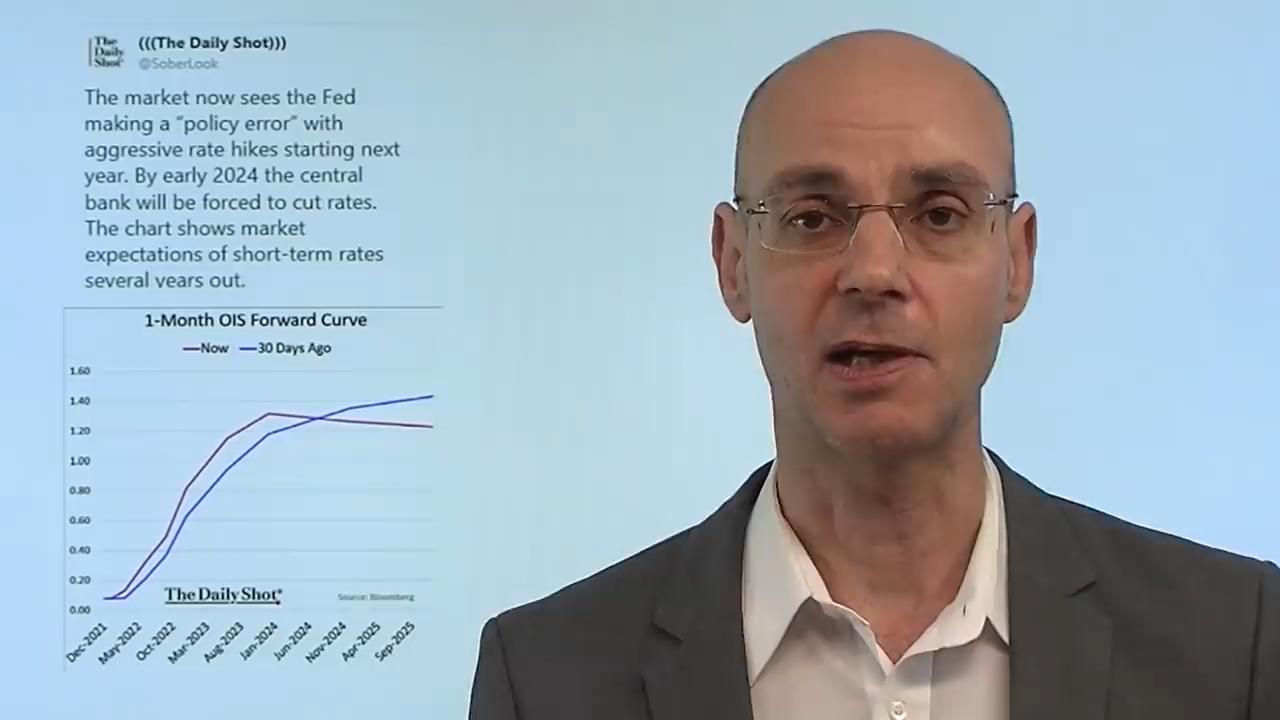 The
Daily
Shot
(((The Daily Shot)))
@SoberLook
The market now sees the Fed
making a “policy error” with
aggressive rate hikes starting next
year. By early 2024 the central
bank will be forced to cut rates.
The chart shows market
expectations of short-term rates
several years out.
1-Month OIS Forward Curve
Now 30 Days Ago
1.60
1.40
1.20
1.00
0.80
0.60
0.40
0.20
0.00
The Daily Shot
Source: Bloomberg
Dec-2021
May-2022
Oct-2022
Mar-2023
Aug-2023
Jan-2024
Jun-2024
Nov-2024
Apr-2025
Sep-2025